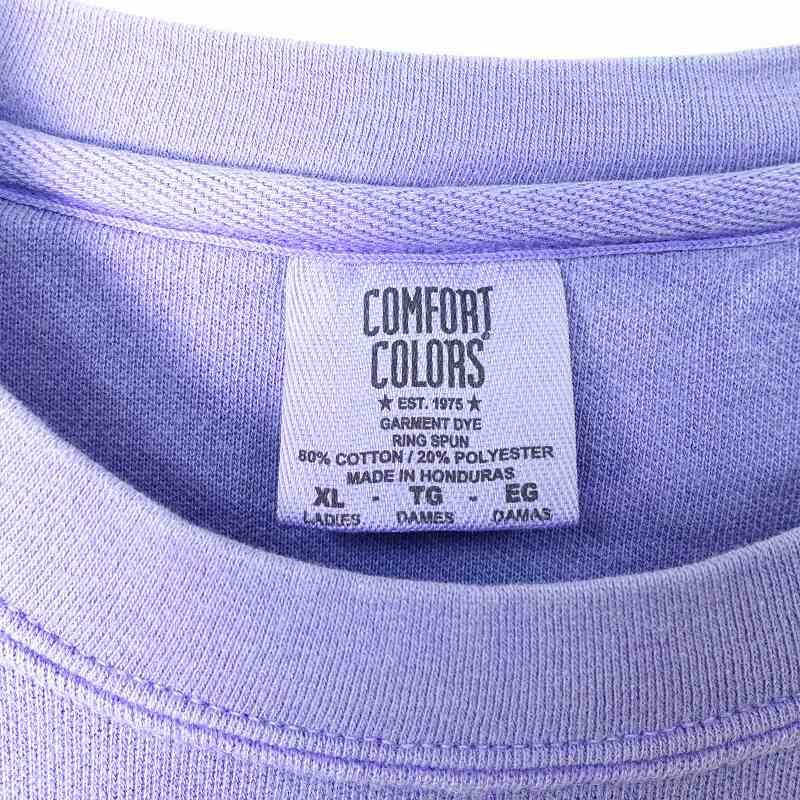 COMFORT
COLORS®
★ EST. 1975 ★
GARMENT DYE
RING SPUN
80% COTTON / 20% POLYESTER
MADE IN HONDURAS
XL - TG - EG
LADIES DAMES DAMAS